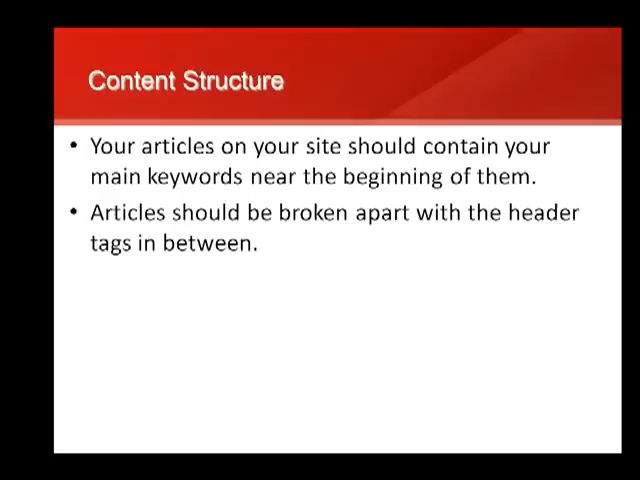 Content Structure
• Your articles on your site should contain your
main keywords near the beginning of them.
• Articles should be broken apart with the header
tags in between.